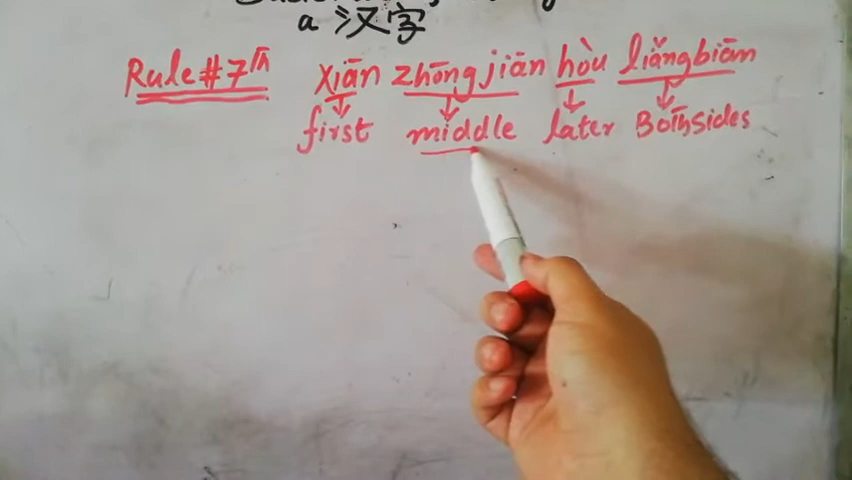 a 汉字
Rule#7th xiān zhōngjiān hòu liǎngbiān
first middle later Bothsides